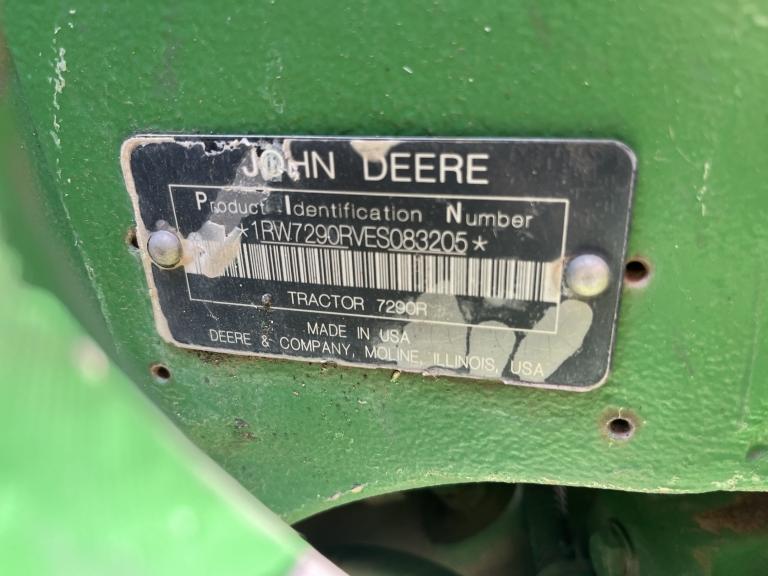 JOHN DEERE
Product Identification Number
*1RW7290RVES083205*
TRACTOR 7290R
MADE IN USA
DEERE & COMPANY, MOLINE, ILLINOIS, USA